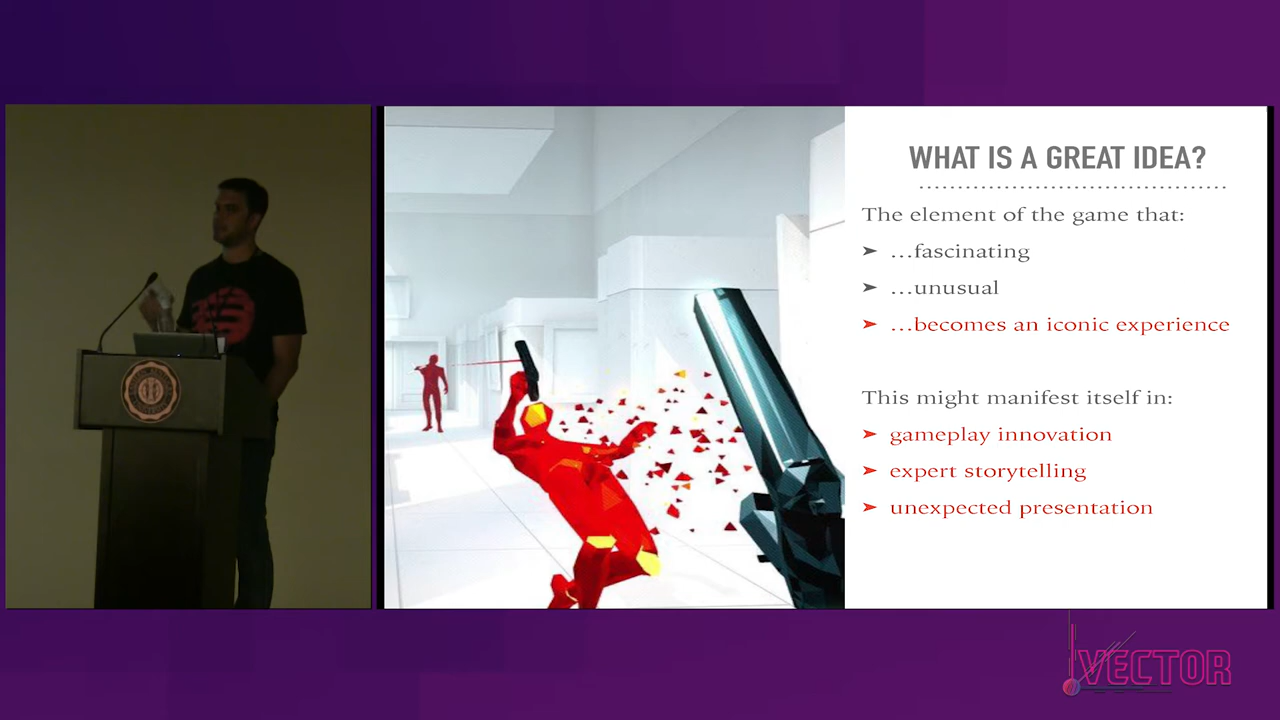 WHAT IS A GREAT IDEA?
The element of the game that:
➤ …fascinating
➤ …unusual
➤ …becomes an iconic experience
This might manifest itself in:
➤ gameplay innovation
➤ expert storytelling
➤ unexpected presentation
VECTOR